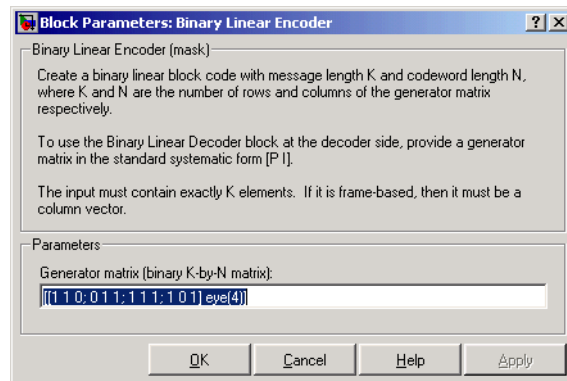 Block Parameters: Binary Linear Encoder
Binary Linear Encoder (mask)
Create a binary linear block code with message length K and codeword length N,
where K and N are the number of rows and columns of the generator matrix
respectively.
To use the Binary Linear Decoder block at the decoder side, provide a generator
matrix in the standard systematic form [P I].
The input must contain exactly K elements.  If it is frame-based, then it must be a
column vector.
Parameters
Generator matrix (binary K-by-N matrix):
[[1 1 0; 0 1 1; 1 1 1; 1 0 1] eye(4)]
OK Cancel Help Apply